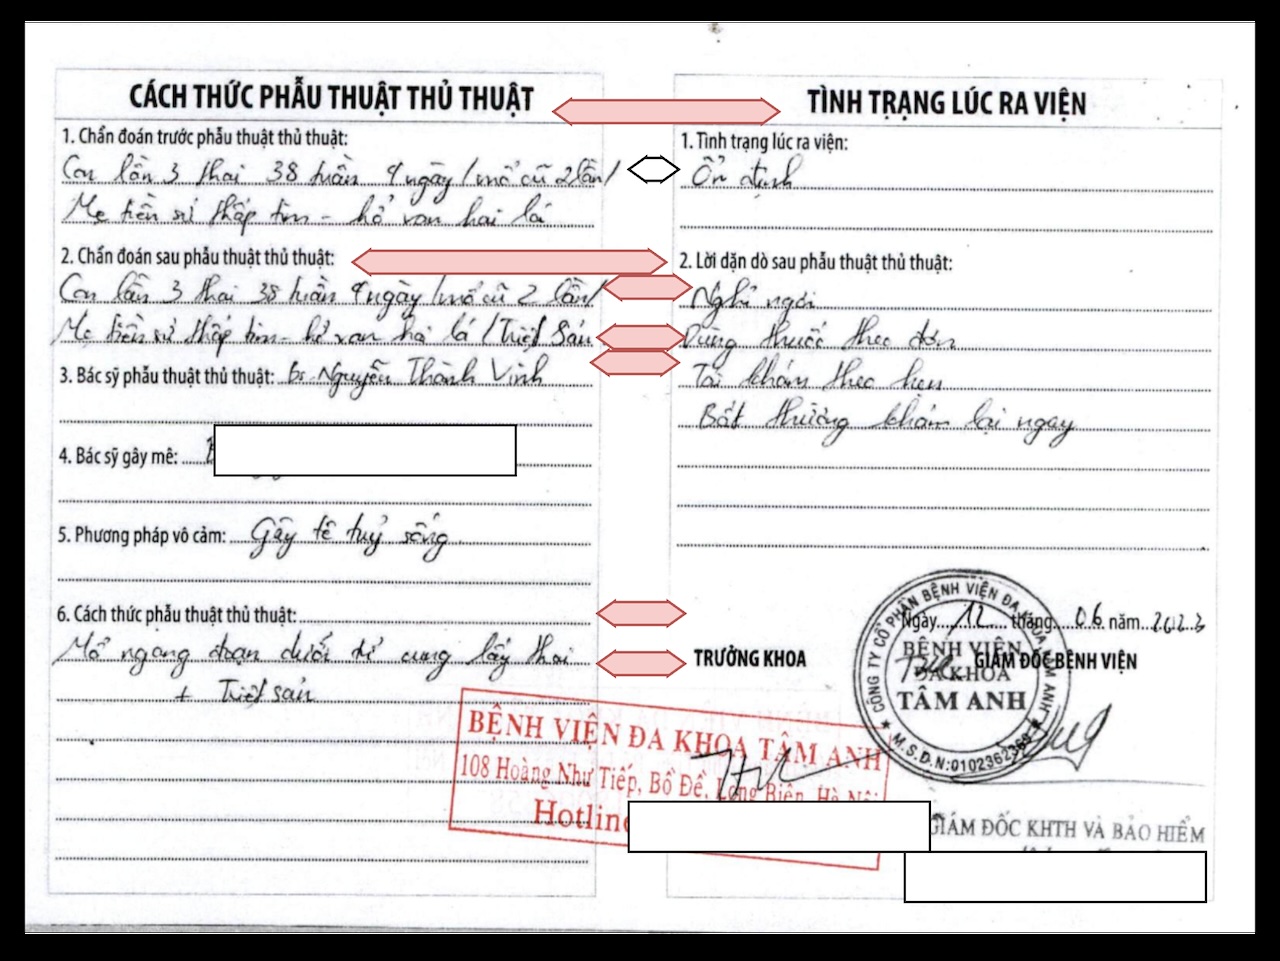 CÁCH THỨC PHẪU THUẬT THỦ THUẬT
1. Chẩn đoán trước phẫu thuật thủ thuật:
Con lần 3 thai 38 tuần 4 ngày / mổ cũ 2 lần /
Mẹ tiền sử thấp tim - hở van hai lá
2. Chẩn đoán sau phẫu thuật thủ thuật:
Con lần 3 thai 38 tuần 4 ngày / mổ cũ 2 lần /
Mẹ tiền sử thấp tim - hở van hai lá / Triệt sản
3. Bác sỹ phẫu thuật thủ thuật: Bs. Nguyễn Thành Vinh
4. Bác sỹ gây mê:
5. Phương pháp vô cảm: Gây tê tuỷ sống
6. Cách thức phẫu thuật thủ thuật:
Mổ ngang đoạn dưới tử cung lấy thai
+ Triệt sản
TÌNH TRẠNG LÚC RA VIỆN
1. Tình trạng lúc ra viện:
Ổn định
2. Lời dặn dò sau phẫu thuật thủ thuật:
Nghỉ ngơi
Dùng thuốc theo đơn
Tái khám theo hẹn
Bất thường khám lại ngay
Ngày 12 tháng 06 năm 2023
TRƯỞNG KHOA
GIÁM ĐỐC BỆNH VIỆN
CÔNG TY CỔ PHẦN BỆNH VIỆN ĐA KHOA TÂM ANH
BỆNH VIỆN
ĐA KHOA
TÂM ANH
M.S.D.N:0102362369
BỆNH VIỆN ĐA KHOA TÂM ANH
108 Hoàng Như Tiếp, Bồ Đề, Long Biên, Hà Nội
Hotline
GIÁM ĐỐC KHTH VÀ BẢO HIỂM